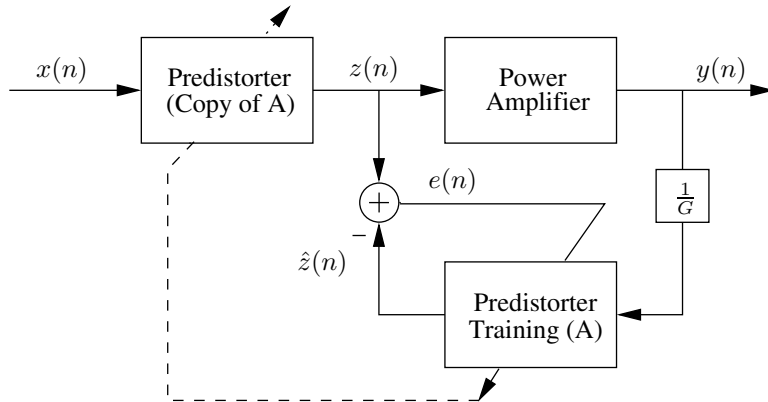 x(n)
Predistorter
(Copy of A)
z(n)
Power
Amplifier
y(n)
e(n)
+
1/G
−
ẑ(n)
Predistorter
Training (A)